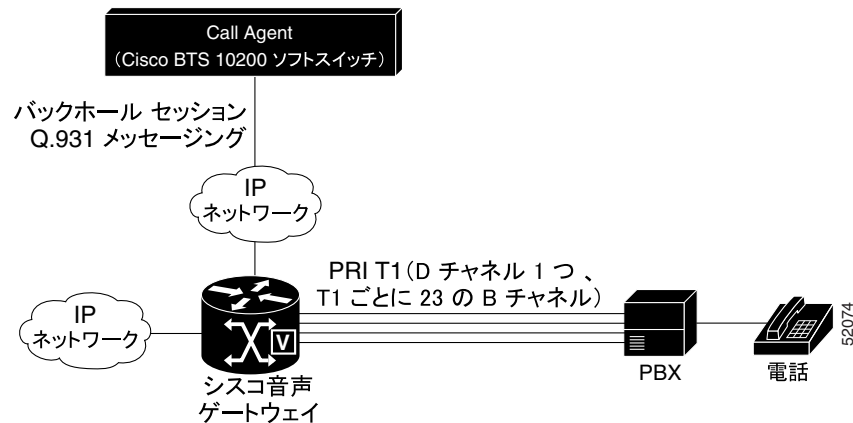 Call Agent
(Cisco BTS 10200 ソフトスイッチ)
バックホール セッション
Q.931 メッセージング
IP
ネットワーク
PRI T1(D チャネル 1 つ 、
T1 ごとに 23 の B チャネル)
IP
ネットワーク
V
シスコ音声
ゲートウェイ
PBX
電話
52074